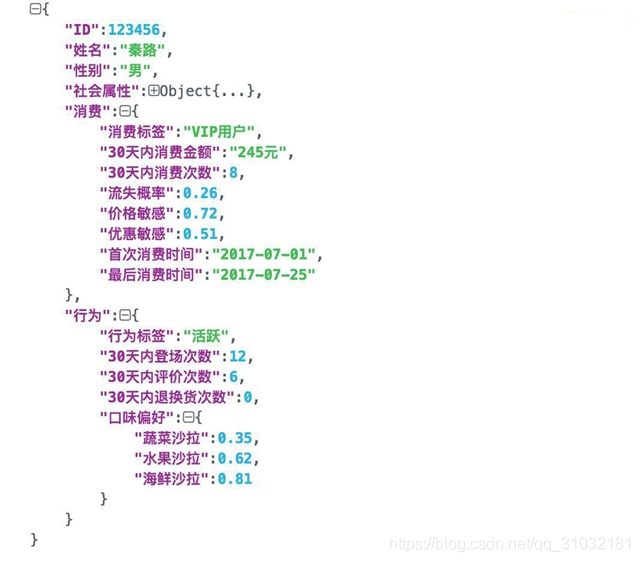 {
"ID":123456,
"姓名":"秦路",
"性别":"男",
"社会属性":Object{...},
"消费":{
"消费标签":"VIP用户",
"30天内消费金额":"245元",
"30天内消费次数":8,
"流失概率":0.26,
"价格敏感":0.72,
"优惠敏感":0.51,
"首次消费时间":"2017-07-01",
"最后消费时间":"2017-07-25"
},
"行为":{
"行为标签":"活跃",
"30天内登场次数":12,
"30天内评价次数":6,
"30天内退换货次数":0,
"口味偏好":{
"蔬菜沙拉":0.35,
"水果沙拉":0.62,
"海鲜沙拉":0.81
}
}
}
https://blog.csdn.net/qq_31032181